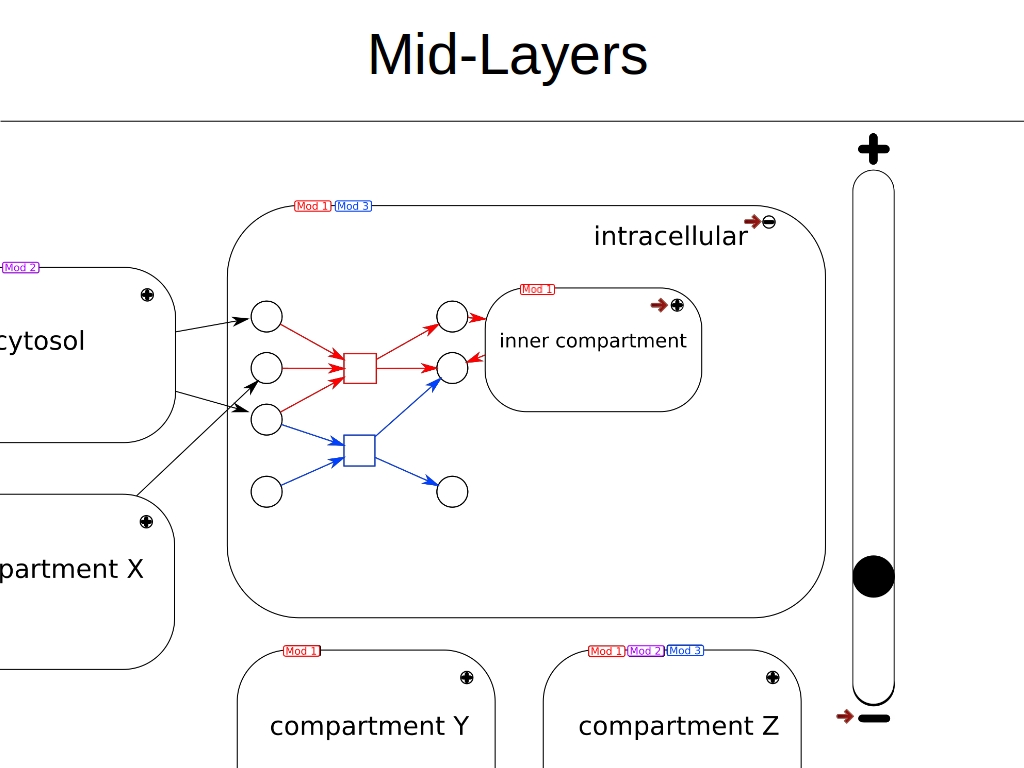 Mid-Layers
Mod 1 Mod 3
intracellular
Mod 2
cytosol
Mod 1
inner compartment
partment X
Mod 1
compartment Y
Mod 1 Mod 2 Mod 3
compartment Z